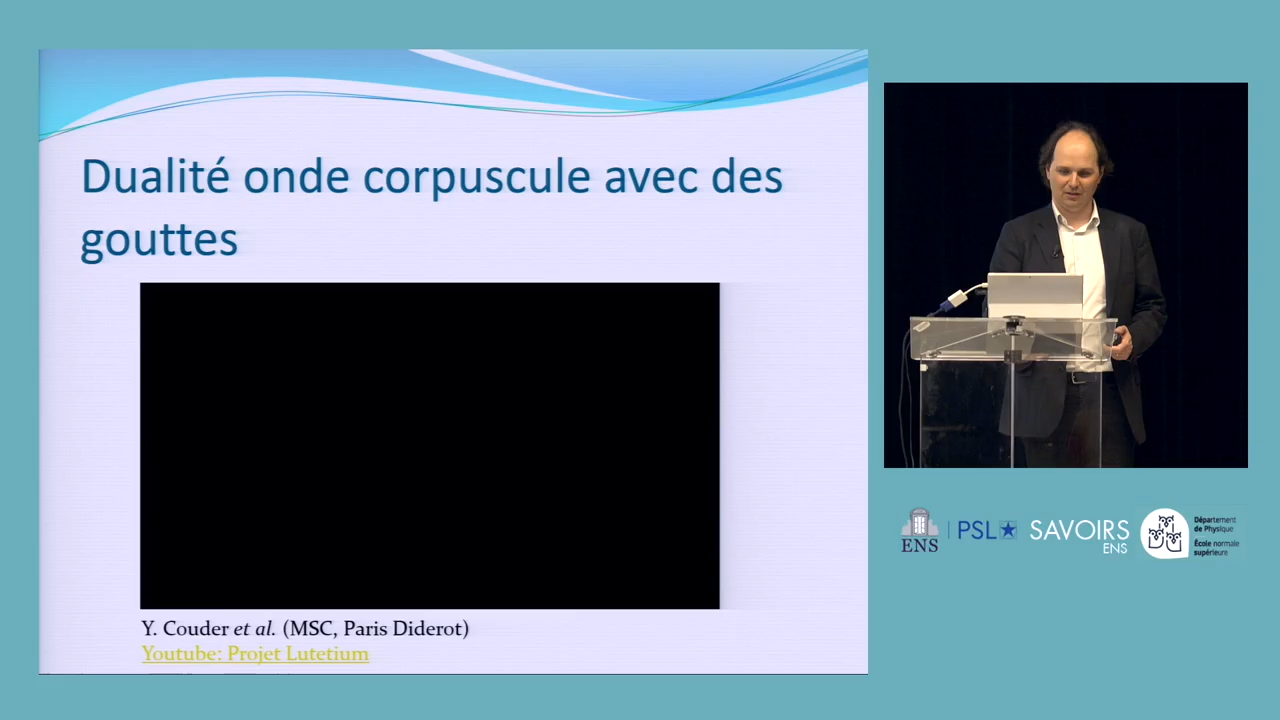 Dualité onde corpuscule avec des
gouttes
Y. Couder et al. (MSC, Paris Diderot)
Youtube: Projet Lutetium
ENS
PSL
SAVOIRS
ENS
Département
de Physique
École normale
supérieure